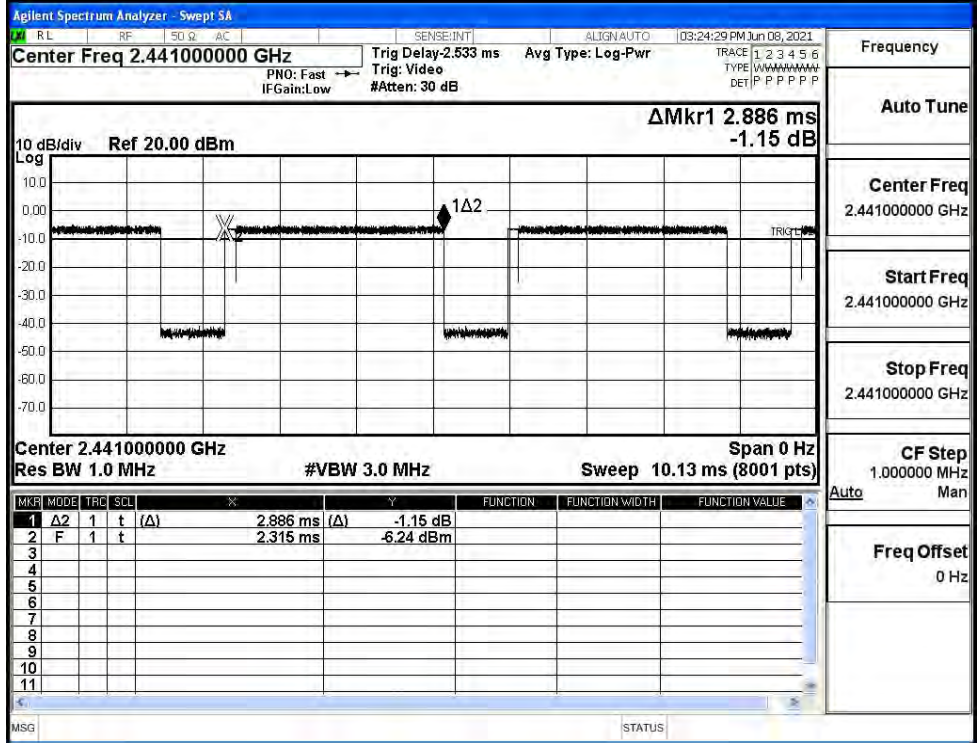 Agilent Spectrum Analyzer - Swept SA
LXI RL RF 50 Ω AC SENSE:INT ALIGN AUTO 03:24:29 PM Jun 08, 2021
Center Freq 2.441000000 GHz
PNO: Fast
IFGain:Low
Trig Delay-2.533 ms
Trig: Video
#Atten: 30 dB
Avg Type: Log-Pwr
TRACE 1 2 3 4 5 6
TYPE WWWWWW
DET P P P P P P
ΔMkr1 2.886 ms
-1.15 dB
10 dB/div Ref 20.00 dBm
Log
10.0
0.00
-10.0
-20.0
-30.0
-40.0
-50.0
-60.0
-70.0
1Δ2
2
Center 2.441000000 GHz Span 0 Hz
Res BW 1.0 MHz #VBW 3.0 MHz Sweep 10.13 ms (8001 pts)
MKR MODE TRC SCL X Y FUNCTION FUNCTION WIDTH FUNCTION VALUE
1 Δ2 1 t (Δ) 2.886 ms (Δ) -1.15 dB
2 F 1 t 2.315 ms -6.24 dBm
3
4
5
6
7
8
9
10
11
MSG STATUS
Frequency
Auto Tune
Center Freq
2.441000000 GHz
Start Freq
2.441000000 GHz
Stop Freq
2.441000000 GHz
CF Step
1.000000 MHz
Auto Man
Freq Offset
0 Hz